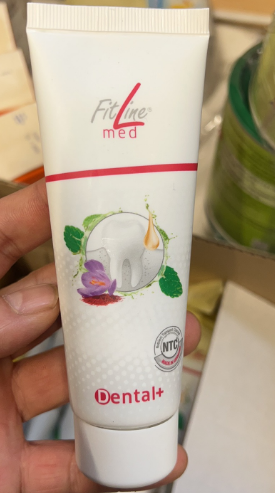 FitLine®
med
NTC
Dental+